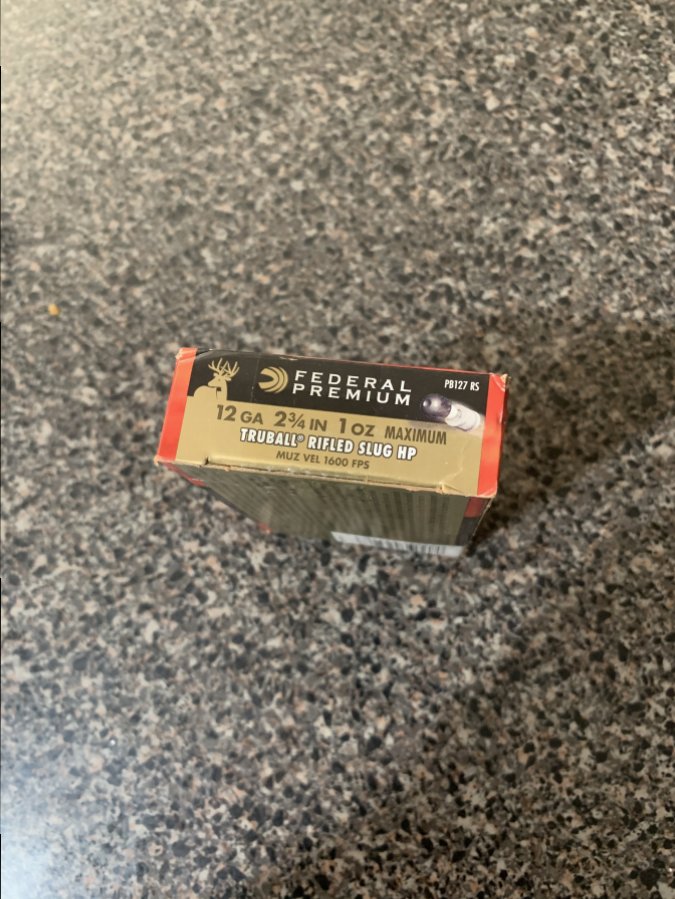 FEDERAL
PREMIUM
PB127 RS
12 GA 2¾ IN 1 OZ MAXIMUM
TRUBALL® RIFLED SLUG HP
MUZ VEL 1600 FPS